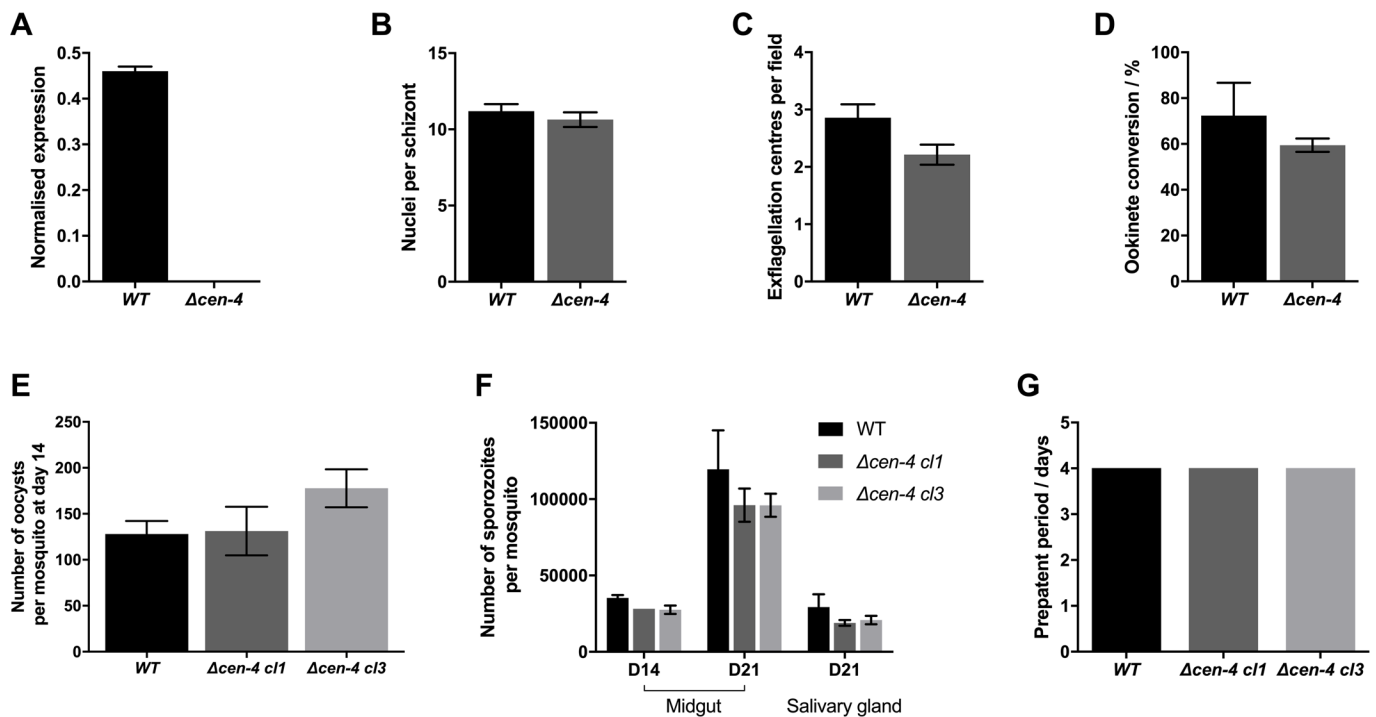 A
Normalised expression
0.5
0.4
0.3
0.2
0.1
0.0
WT Δcen-4
B
Nuclei per schizont
15
10
5
0
WT Δcen-4
C
Exflagellation centres per field
4
3
2
1
0
WT Δcen-4
D
Ookinete conversion / %
100
80
60
40
20
0
WT Δcen-4
E
Number of oocysts
per mosquito at day 14
250
200
150
100
50
0
WT Δcen-4 cl1 Δcen-4 cl3
F
Number of sporozoites
per mosquito
150000
100000
50000
0
D14 D21 D21
Midgut Salivary gland
WT
Δcen-4 cl1
Δcen-4 cl3
G
Prepatent period / days
5
4
3
2
1
0
WT Δcen-4 cl1 Δcen-4 cl3